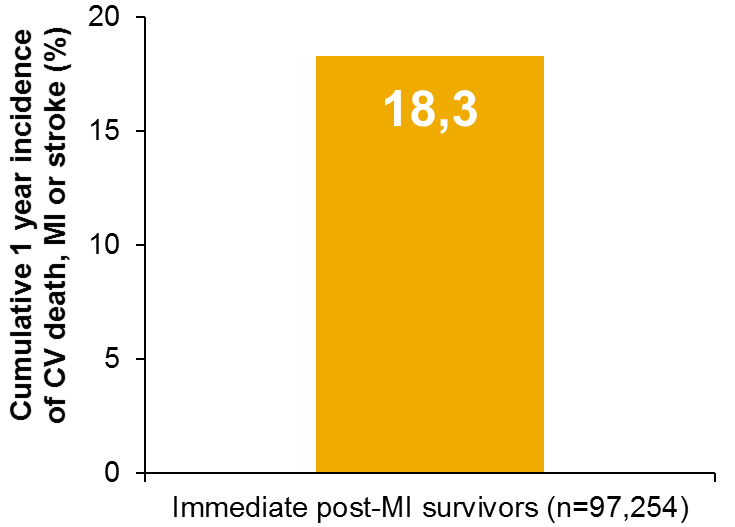 Cumulative 1 year incidence
of CV death, MI or stroke (%)
20
15
10
5
0
18,3
Immediate post-MI survivors (n=97,254)